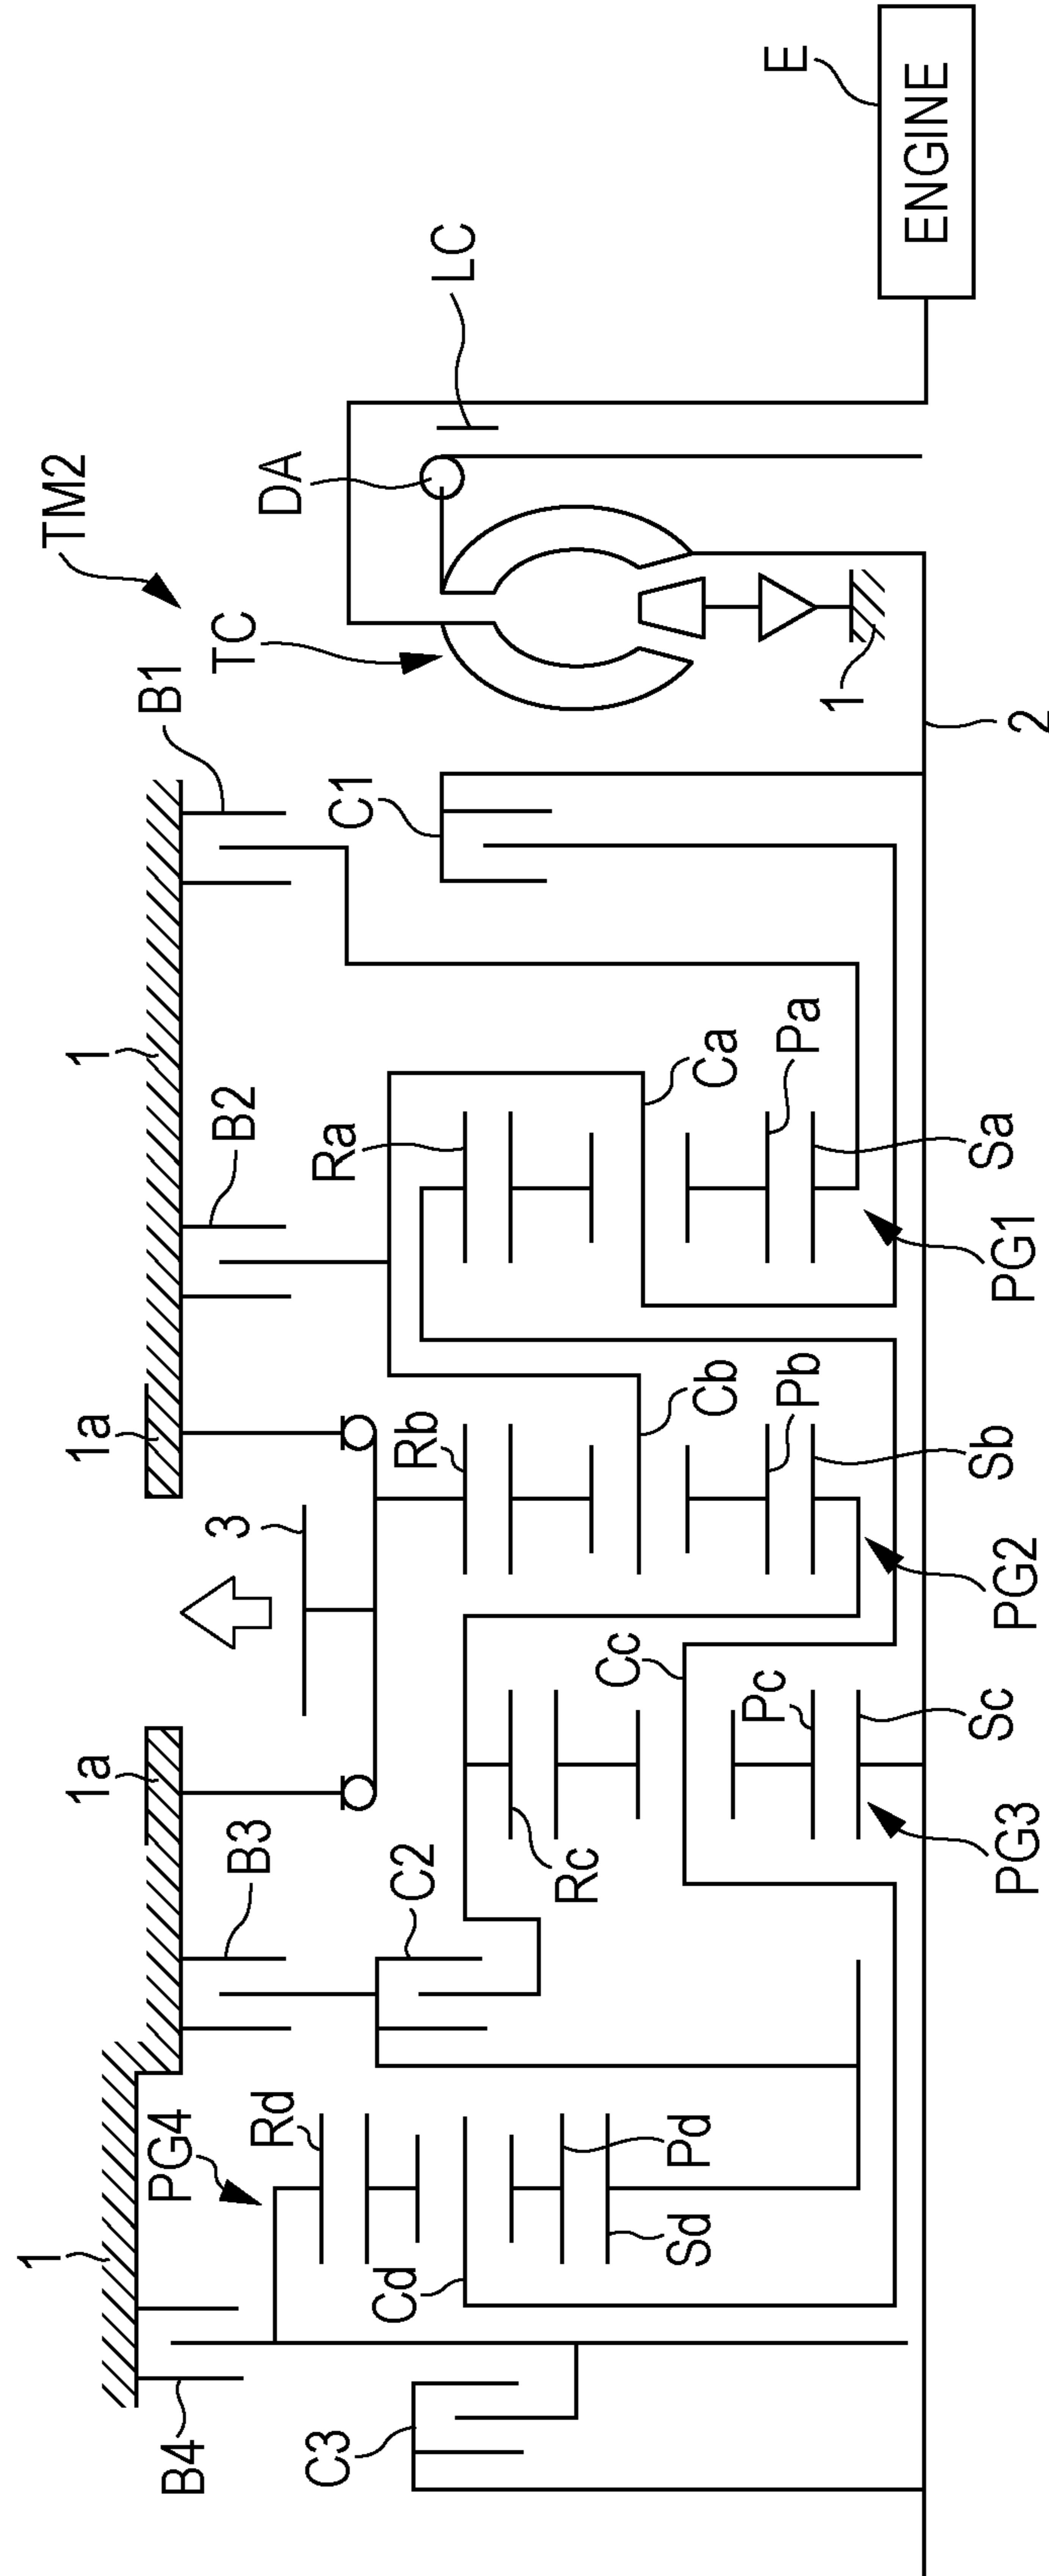 TM2
E
ENGINE
LC
DA
TC
B1
C1
1
2
1
B2
Ra
Ca
Pa
Sa
PG1
1a
3
Rb
Cb
Pb
Sb
PG2
1a
B3
C2
Cc
Pc
Sc
Rc
PG3
1
PG4
Rd
Pd
Sd
Cd
B4
C3